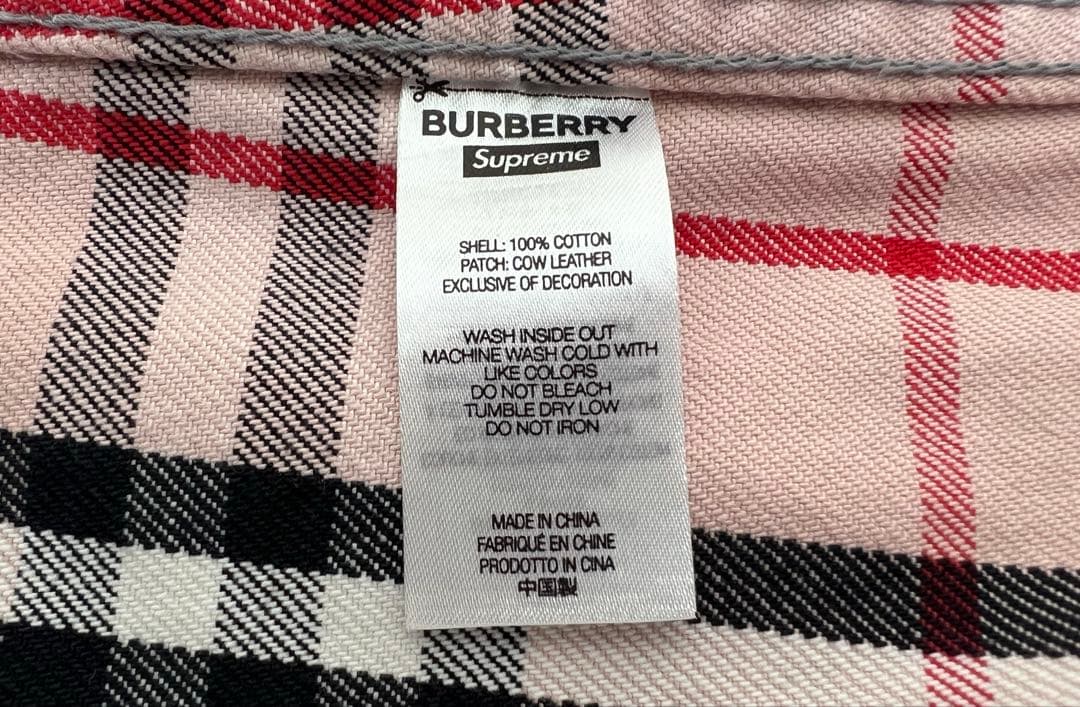 BURBERRY
Supreme
SHELL: 100% COTTON
PATCH: COW LEATHER
EXCLUSIVE OF DECORATION
WASH INSIDE OUT
MACHINE WASH COLD WITH
LIKE COLORS
DO NOT BLEACH
TUMBLE DRY LOW
DO NOT IRON
MADE IN CHINA
FABRIQUÉ EN CHINE
PRODOTTO IN CINA
中国製